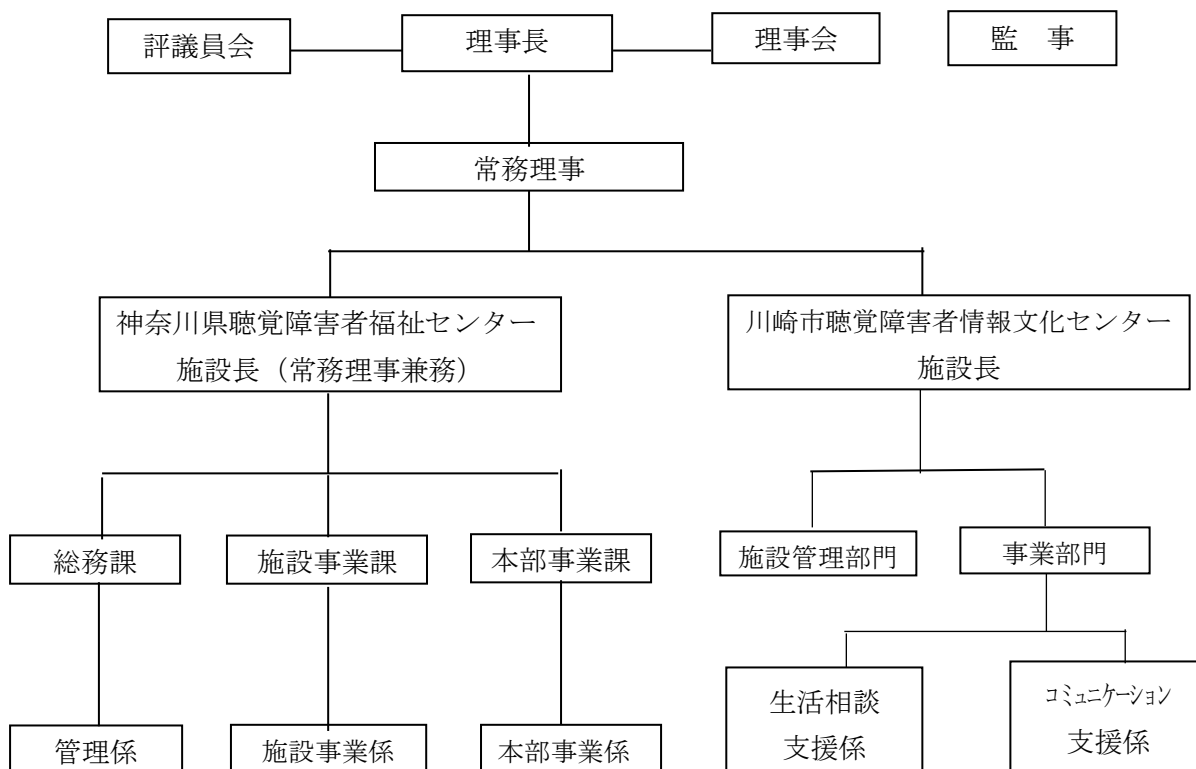 評議員会
理事長
理事会
監　事
常務理事
神奈川県聴覚障害者福祉センター
施設長（常務理事兼務）
川崎市聴覚障害者情報文化センター
施設長
総務課
施設事業課
本部事業課
施設管理部門
事業部門
管理係
施設事業係
本部事業係
生活相談
支援係
コミュニケーション
支援係